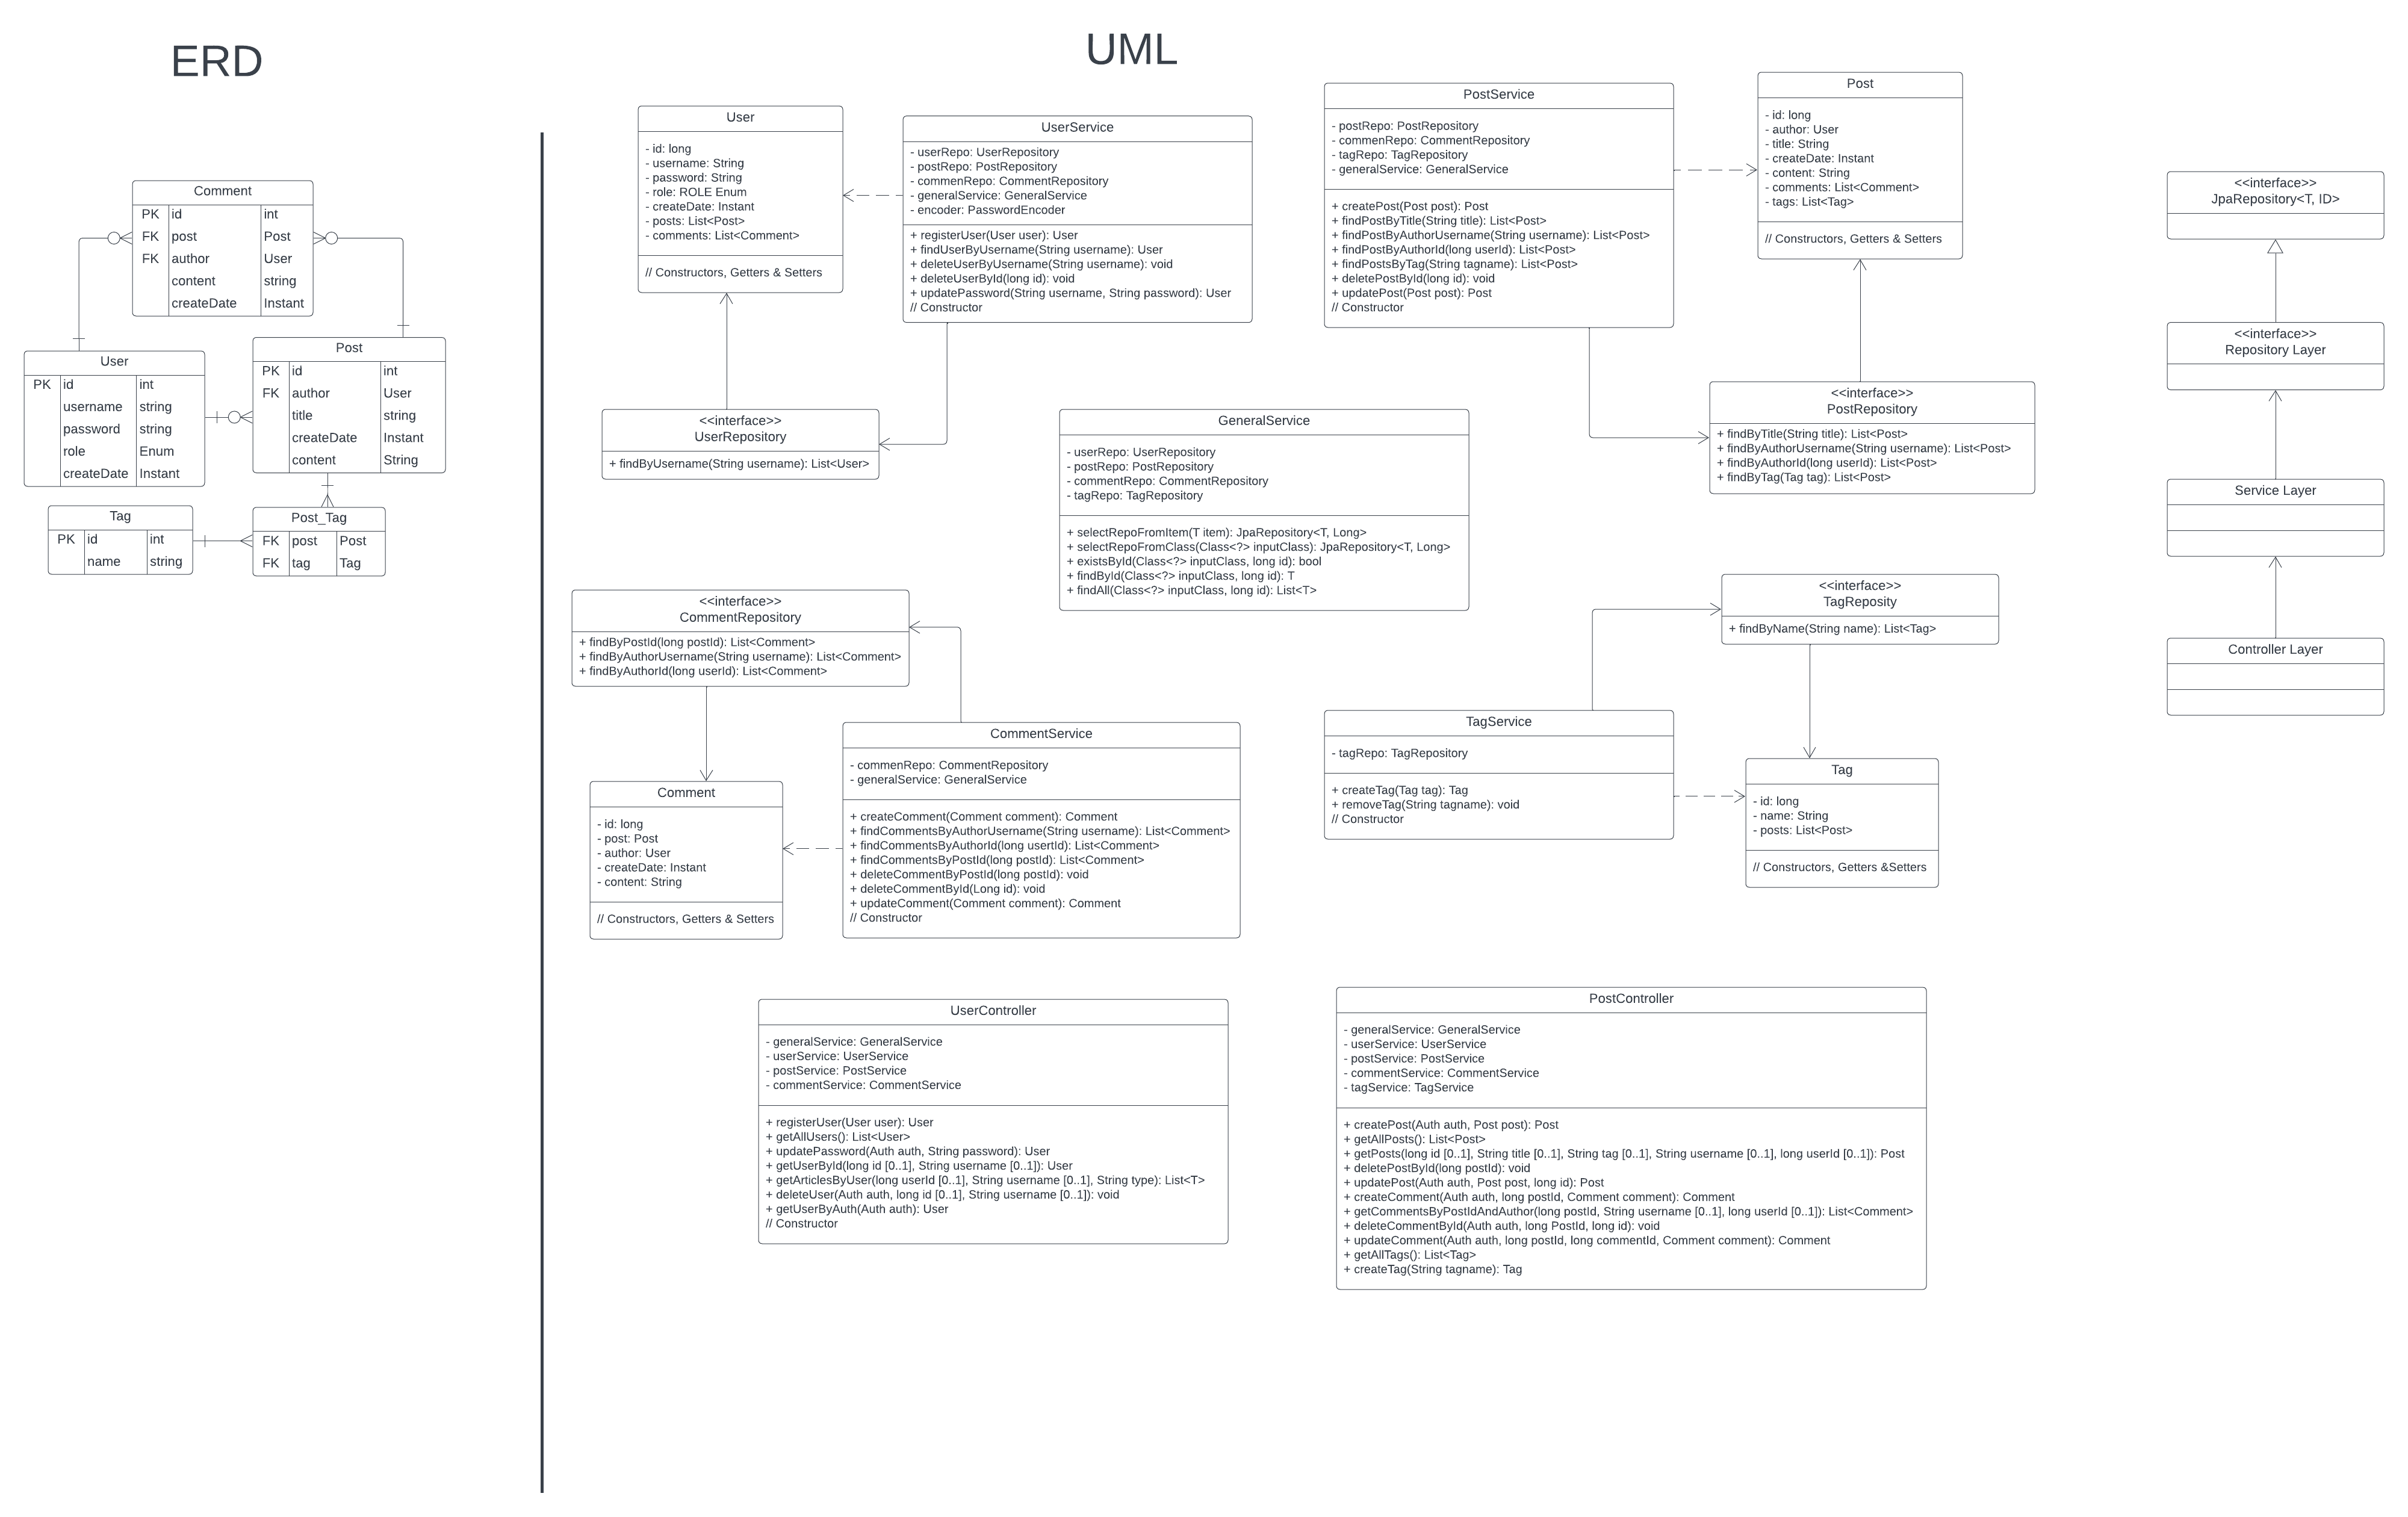 ERD
UML
Comment
PK id int
FK post Post
FK author User
content string
createDate Instant
User
PK id int
username string
password string
role Enum
createDate Instant
Post
PK id int
FK author User
title string
createDate Instant
content String
Tag
PK id int
name string
Post_Tag
FK post Post
FK tag Tag
User
- id: long
- username: String
- password: String
- role: ROLE Enum
- createDate: Instant
- posts: List<Post>
- comments: List<Comment>
// Constructors, Getters & Setters
UserService
- userRepo: UserRepository
- postRepo: PostRepository
- commenRepo: CommentRepository
- generalService: GeneralService
- encoder: PasswordEncoder
+ registerUser(User user): User
+ findUserByUsername(String username): User
+ deleteUserByUsername(String username): void
+ deleteUserById(long id): void
+ updatePassword(String username, String password): User
// Constructor
PostService
- postRepo: PostRepository
- commenRepo: CommentRepository
- tagRepo: TagRepository
- generalService: GeneralService
+ createPost(Post post): Post
+ findPostByTitle(String title): List<Post>
+ findPostByAuthorUsername(String username): List<Post>
+ findPostByAuthorId(long userId): List<Post>
+ findPostsByTag(String tagname): List<Post>
+ deletePostById(long id): void
+ updatePost(Post post): Post
// Constructor
Post
- id: long
- author: User
- title: String
- createDate: Instant
- content: String
- comments: List<Comment>
- tags: List<Tag>
// Constructors, Getters & Setters
<<interface>>
JpaRepository<T, ID>
<<interface>>
Repository Layer
Service Layer
Controller Layer
<<interface>>
UserRepository
+ findByUsername(String username): List<User>
GeneralService
- userRepo: UserRepository
- postRepo: PostRepository
- commentRepo: CommentRepository
- tagRepo: TagRepository
+ selectRepoFromItem(T item): JpaRepository<T, Long>
+ selectRepoFromClass(Class<?> inputClass): JpaRepository<T, Long>
+ existsById(Class<?> inputClass, long id): bool
+ findById(Class<?> inputClass, long id): T
+ findAll(Class<?> inputClass, long id): List<T>
<<interface>>
PostRepository
+ findByTitle(String title): List<Post>
+ findByAuthorUsername(String username): List<Post>
+ findByAuthorId(long userId): List<Post>
+ findByTag(Tag tag): List<Post>
<<interface>>
CommentRepository
+ findByPostId(long postId): List<Comment>
+ findByAuthorUsername(String username): List<Comment>
+ findByAuthorId(long userId): List<Comment>
<<interface>>
TagReposity
+ findByName(String name): List<Tag>
Comment
- id: long
- post: Post
- author: User
- createDate: Instant
- content: String
// Constructors, Getters & Setters
CommentService
- commenRepo: CommentRepository
- generalService: GeneralService
+ createComment(Comment comment): Comment
+ findCommentsByAuthorUsername(String username): List<Comment>
+ findCommentsByAuthorId(long usertId): List<Comment>
+ findCommentsByPostId(long postId): List<Comment>
+ deleteCommentByPostId(long postId): void
+ deleteCommentById(Long id): void
+ updateComment(Comment comment): Comment
// Constructor
TagService
- tagRepo: TagRepository
+ createTag(Tag tag): Tag
+ removeTag(String tagname): void
// Constructor
Tag
- id: long
- name: String
- posts: List<Post>
// Constructors, Getters &Setters
UserController
- generalService: GeneralService
- userService: UserService
- postService: PostService
- commentService: CommentService
+ registerUser(User user): User
+ getAllUsers(): List<User>
+ updatePassword(Auth auth, String password): User
+ getUserById(long id [0..1], String username [0..1]): User
+ getArticlesByUser(long userId [0..1], String username [0..1], String type): List<T>
+ deleteUser(Auth auth, long id [0..1], String username [0..1]): void
+ getUserByAuth(Auth auth): User
// Constructor
PostController
- generalService: GeneralService
- userService: UserService
- postService: PostService
- commentService: CommentService
- tagService: TagService
+ createPost(Auth auth, Post post): Post
+ getAllPosts(): List<Post>
+ getPosts(long id [0..1], String title [0..1], String tag [0..1], String username [0..1], long userId [0..1]): Post
+ deletePostById(long postId): void
+ updatePost(Auth auth, Post post, long id): Post
+ createComment(Auth auth, long postId, Comment comment): Comment
+ getCommentsByPostIdAndAuthor(long postId, String username [0..1], long userId [0..1]): List<Comment>
+ deleteCommentById(Auth auth, long PostId, long id): void
+ updateComment(Auth auth, long postId, long commentId, Comment comment): Comment
+ getAllTags(): List<Tag>
+ createTag(String tagname): Tag